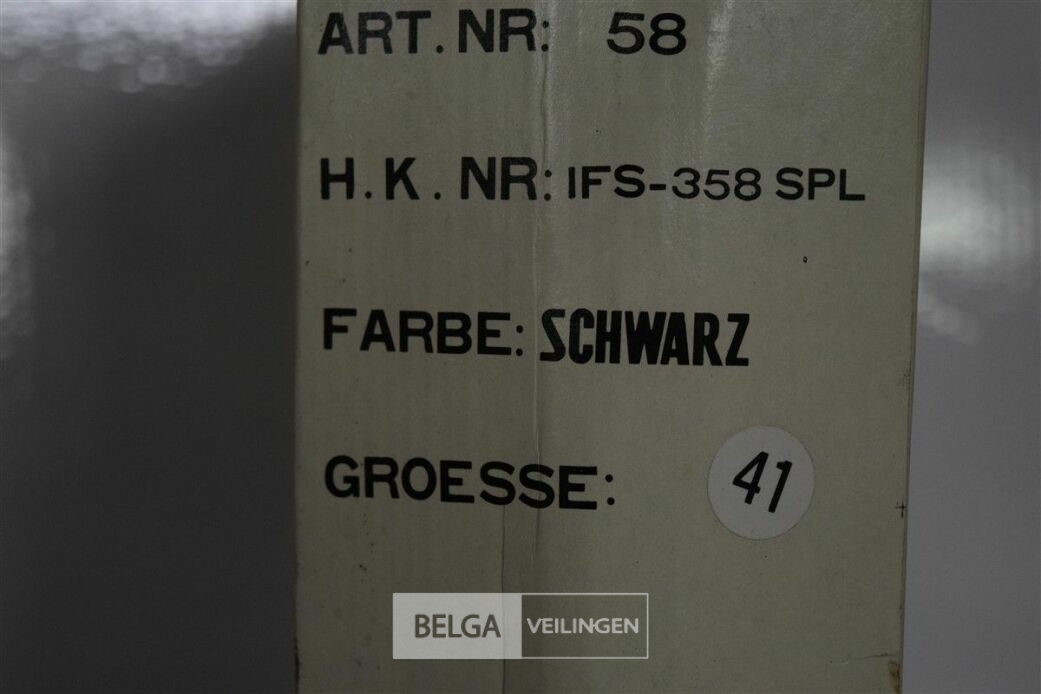 ART.NR: 58
H.K. NR: IFS-358 SPL
FARBE: SCHWARZ
GROESSE: 41
BELGA VEILINGEN